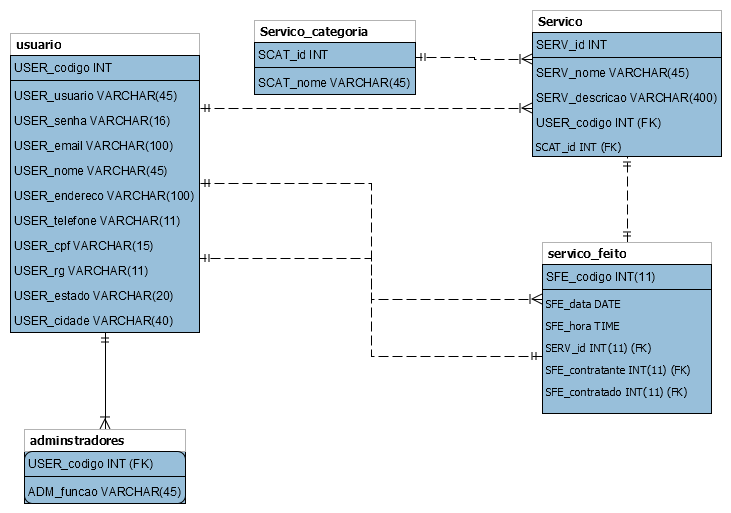 usuario
USER_codigo INT
USER_usuario VARCHAR(45)
USER_senha VARCHAR(16)
USER_email VARCHAR(100)
USER_nome VARCHAR(45)
USER_endereco VARCHAR(100)
USER_telefone VARCHAR(11)
USER_cpf VARCHAR(15)
USER_rg VARCHAR(11)
USER_estado VARCHAR(20)
USER_cidade VARCHAR(40)
Servico_categoria
SCAT_id INT
SCAT_nome VARCHAR(45)
Servico
SERV_id INT
SERV_nome VARCHAR(45)
SERV_descricao VARCHAR(400)
USER_codigo INT (FK)
SCAT_id INT (FK)
servico_feito
SFE_codigo INT(11)
SFE_data DATE
SFE_hora TIME
SERV_id INT(11) (FK)
SFE_contratante INT(11) (FK)
SFE_contratado INT(11) (FK)
adminstradores
USER_codigo INT (FK)
ADM_funcao VARCHAR(45)